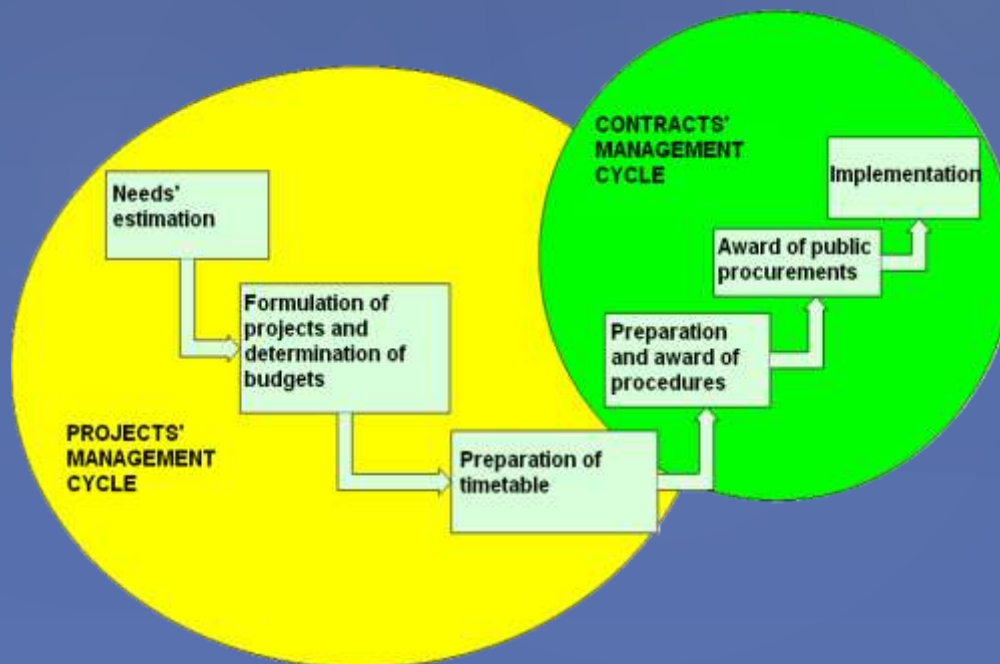 CONTRACTS'
MANAGEMENT
CYCLE
Implementation
Needs'
estimation
Award of public
procurements
Formulation of
projects and
determination of
budgets
Preparation
and award of
procedures
PROJECTS'
MANAGEMENT
CYCLE
Preparation of
timetable